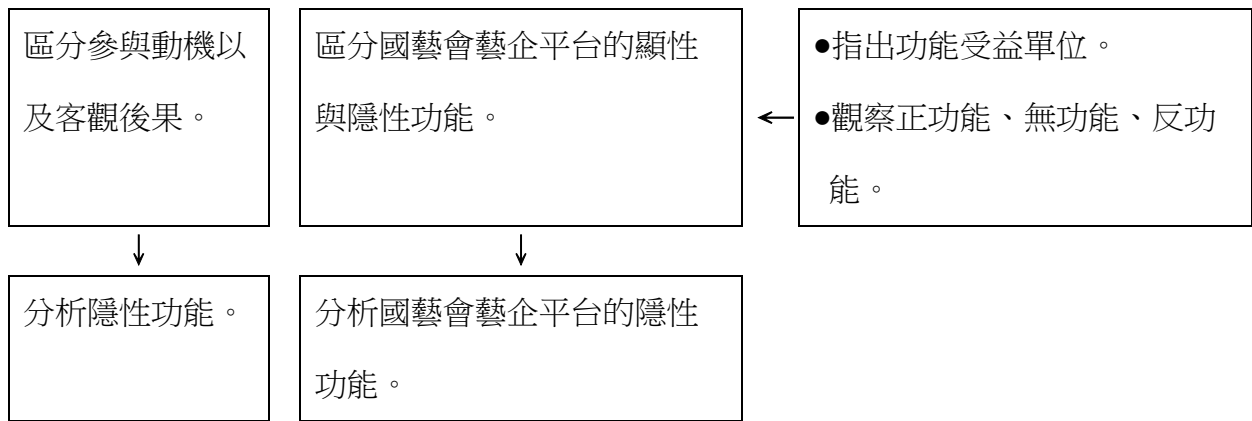 區分參與動機以
及客觀後果。
區分國藝會藝企平台的顯性
與隱性功能。
●指出功能受益單位。
●觀察正功能、無功能、反功
能。
分析隱性功能。
分析國藝會藝企平台的隱性
功能。